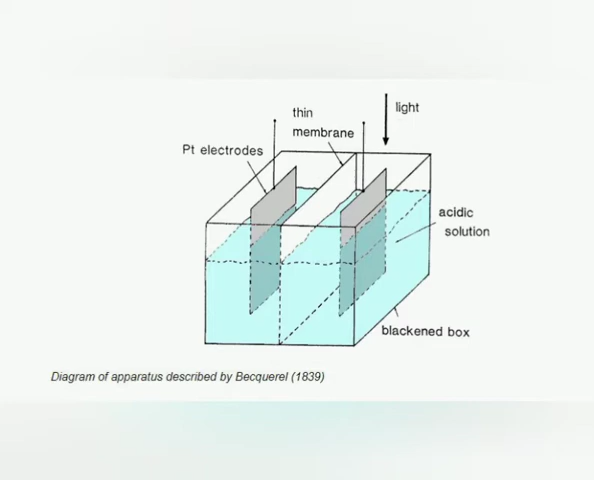 thin
membrane
light
Pt electrodes
acidic
solution
blackened box
Diagram of apparatus described by Becquerel (1839)